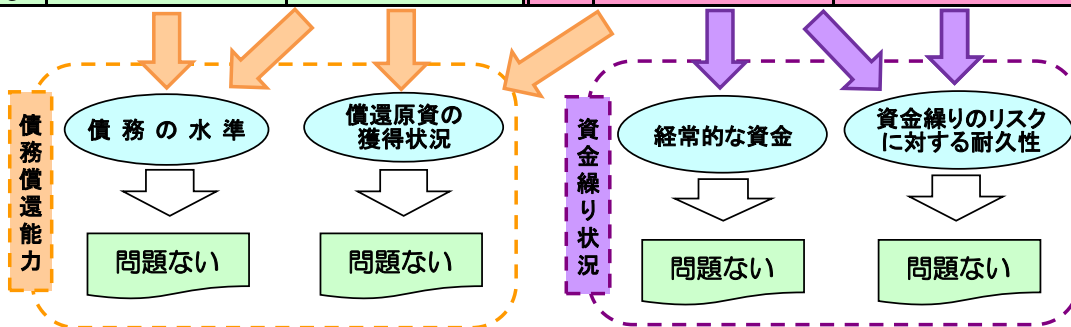 債務償還能力
債務の水準
償還原資の
獲得状況
問題ない
問題ない
資金繰り状況
経常的な資金
資金繰りのリスク
に対する耐久性
問題ない
問題ない